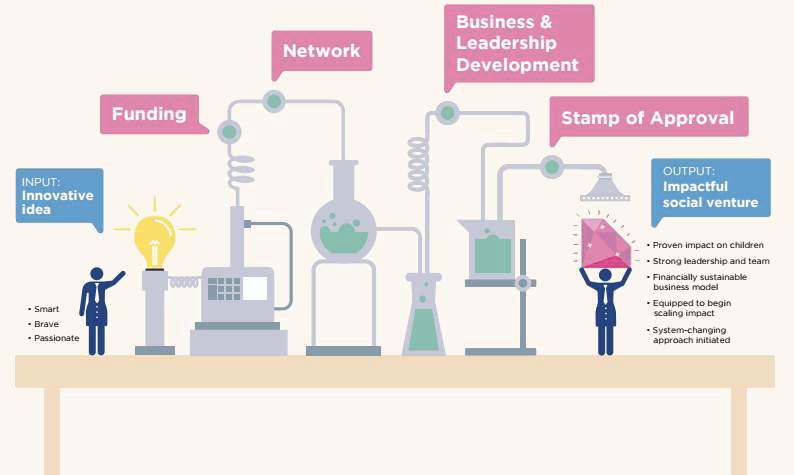 INPUT:
Innovative
idea
• Smart
• Brave
• Passionate
Funding
Network
Business &
Leadership
Development
Stamp of Approval
OUTPUT:
Impactful
social venture
• Proven impact on children
• Strong leadership and team
• Financially sustainable
business model
• Equipped to begin
scaling impact
• System-changing
approach initiated